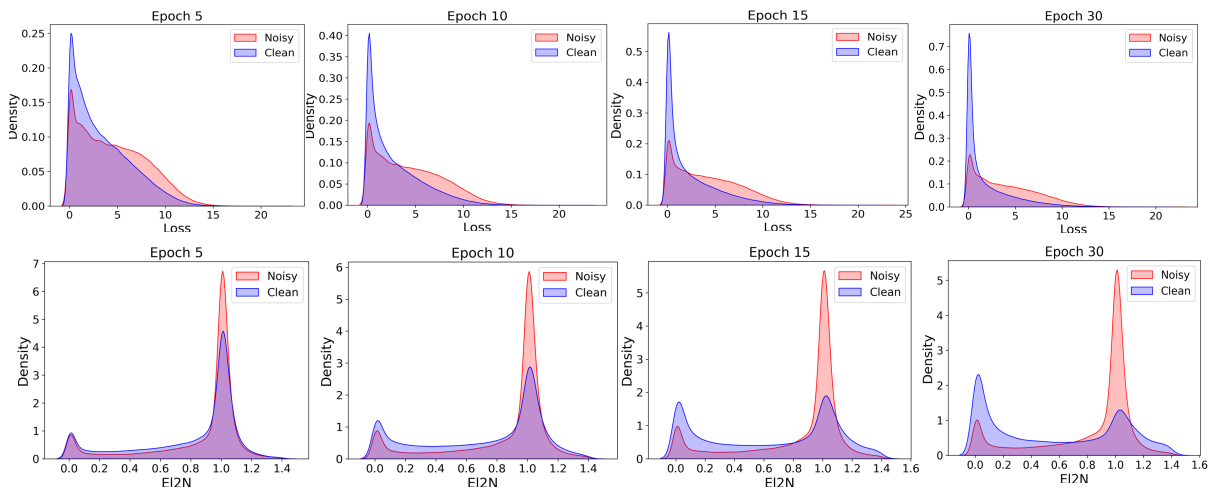 Epoch 5
Density
0.25
0.20
0.15
0.10
0.05
0.00
Noisy
Clean
0 5 10 15 20
Loss
Epoch 10
Density
0.40
0.35
0.30
0.25
0.20
0.15
0.10
0.05
0.00
Noisy
Clean
0 5 10 15 20
Loss
Epoch 15
Density
0.5
0.4
0.3
0.2
0.1
0.0
Noisy
Clean
0 5 10 15 20 25
Loss
Epoch 30
Density
0.7
0.6
0.5
0.4
0.3
0.2
0.1
0.0
Noisy
Clean
0 5 10 15 20
Loss
Epoch 5
Density
7
6
5
4
3
2
1
0
Noisy
Clean
0.0 0.2 0.4 0.6 0.8 1.0 1.2 1.4
El2N
Epoch 10
Density
6
5
4
3
2
1
0
Noisy
Clean
0.0 0.2 0.4 0.6 0.8 1.0 1.2 1.4
El2N
Epoch 15
Density
6
5
4
3
2
1
0
Noisy
Clean
0.0 0.2 0.4 0.6 0.8 1.0 1.2 1.4 1.6
El2N
Epoch 30
Density
5
4
3
2
1
0
Noisy
Clean
0.0 0.2 0.4 0.6 0.8 1.0 1.2 1.4 1.6
El2N